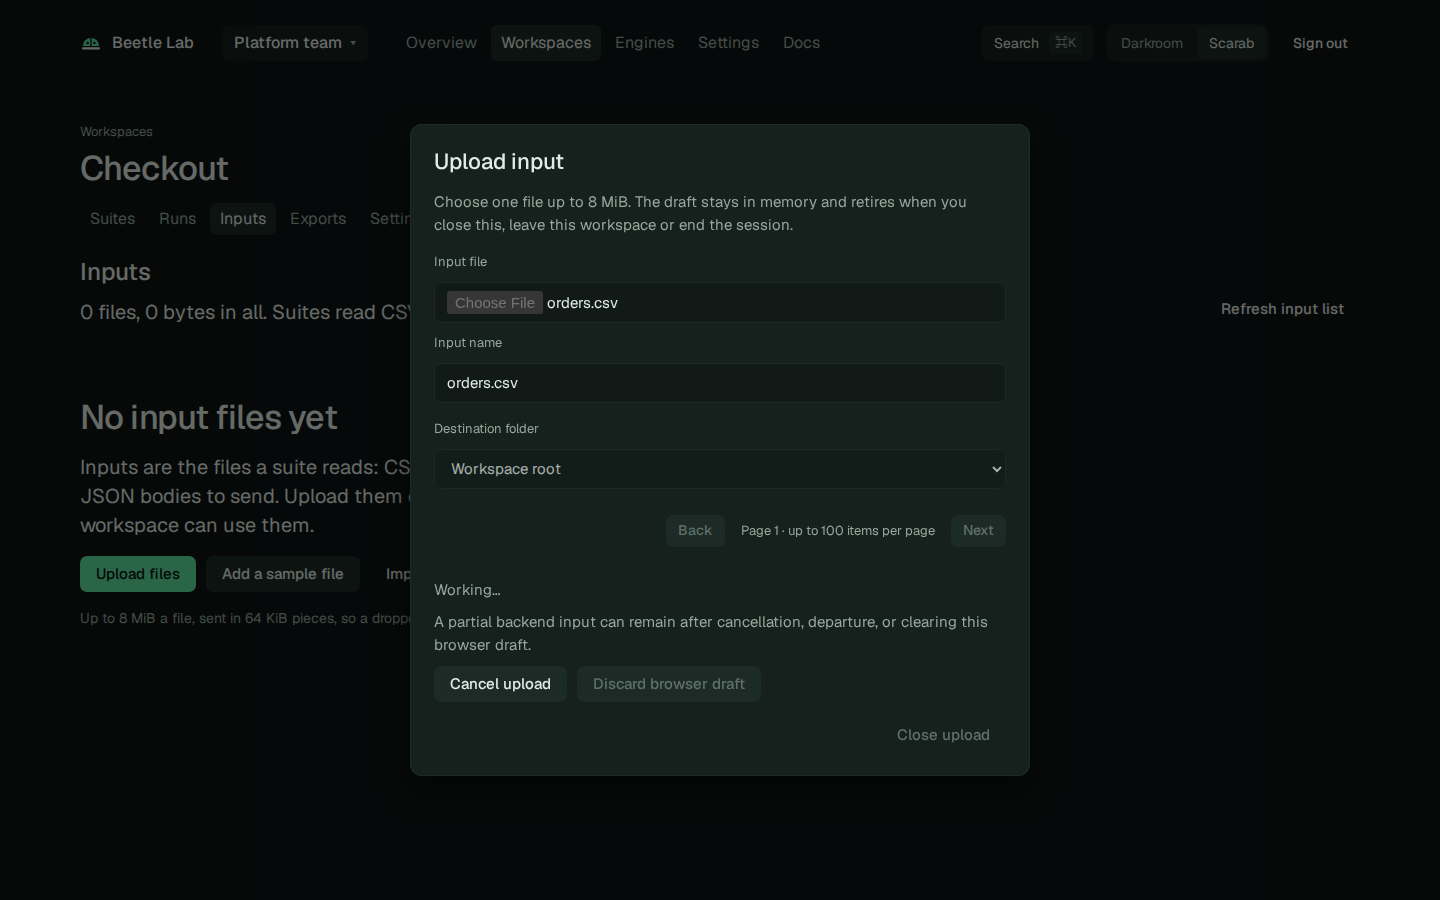 Beetle Lab
Platform team
Overview
Workspaces
Engines
Settings
Docs
Search ⌘K
Darkroom
Scarab
Sign out
Workspaces
Checkout
Suites
Runs
Inputs
Exports
Inputs
0 files, 0 bytes in all. Suites read
Refresh input list
No input files yet
Inputs are the files a suite reads:
JSON bodies to send. Upload them
workspace can use them.
Upload files
Add a sample file
Up to 8 MiB a file, sent in 64 KiB pieces, so a
Upload input
Choose one file up to 8 MiB. The draft stays in memory and retires when you
close this, leave this workspace or end the session.
Input file
Choose File orders.csv
Input name
orders.csv
Destination folder
Workspace root
Back
Page 1 · up to 100 items per page
Next
Working…
A partial backend input can remain after cancellation, departure, or clearing this
browser draft.
Cancel upload
Discard browser draft
Close upload